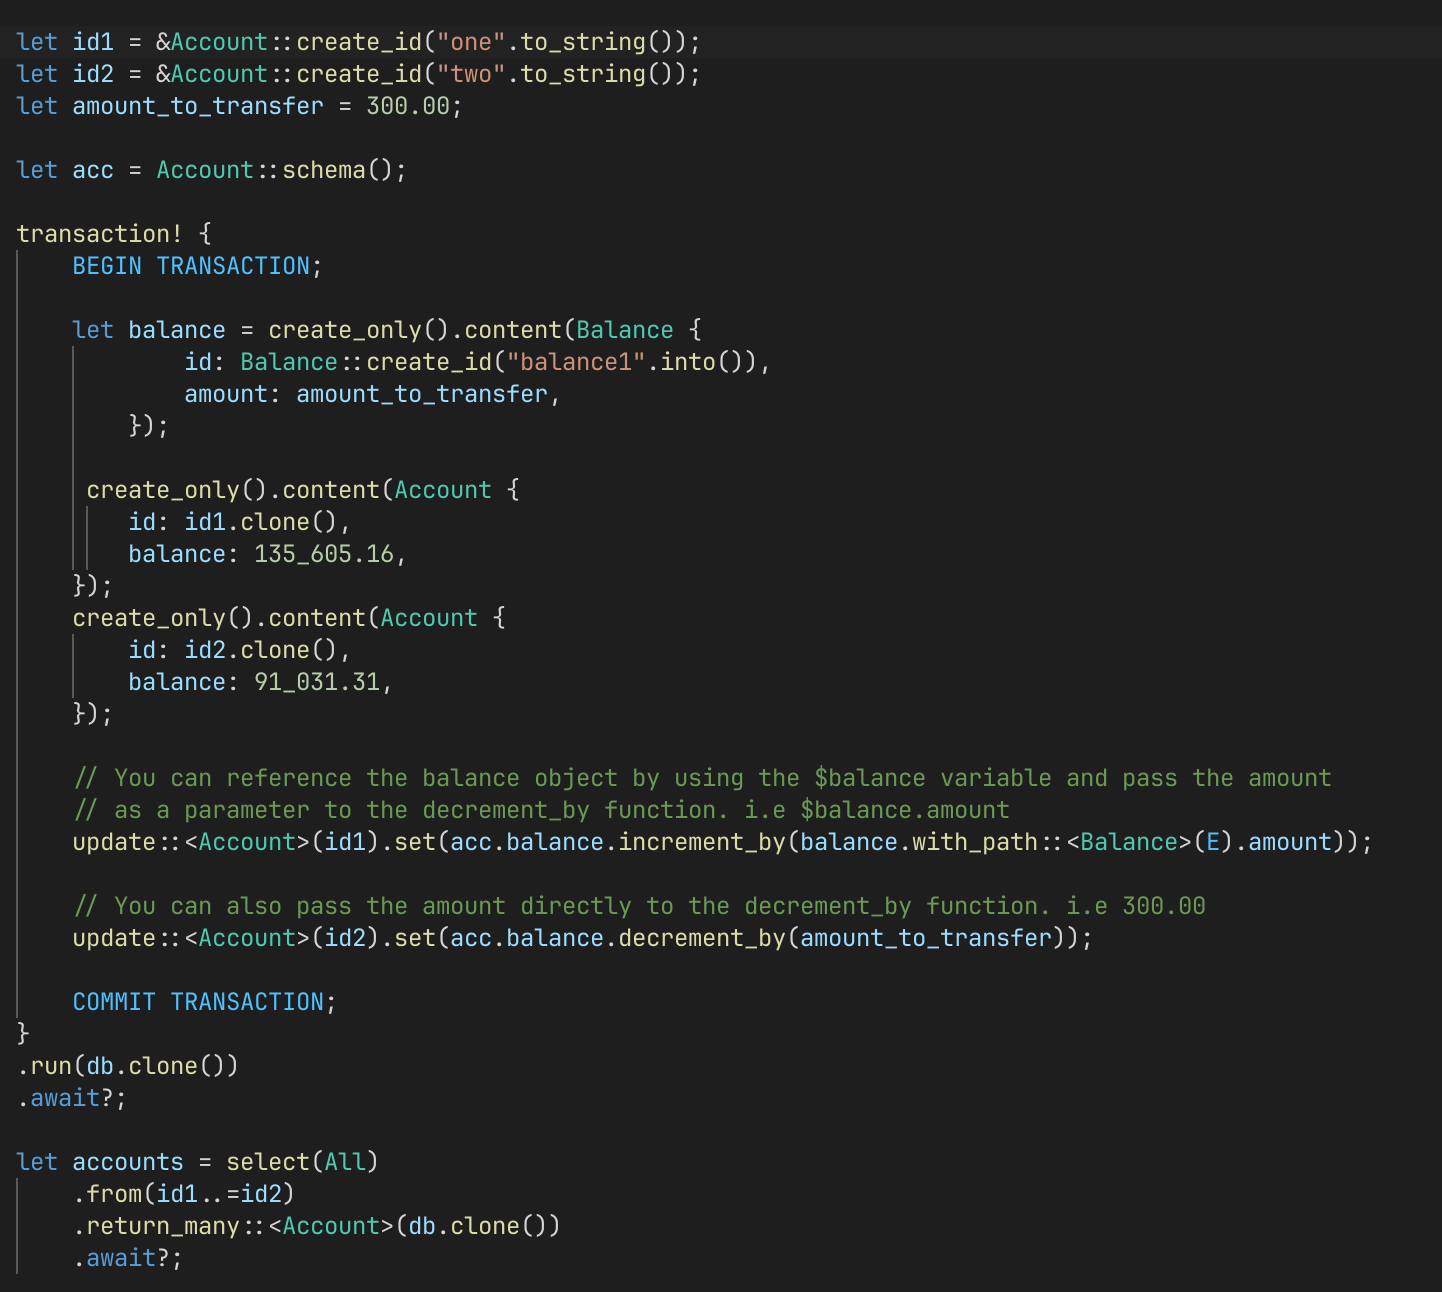 let id1 = &Account::create_id("one".to_string());
let id2 = &Account::create_id("two".to_string());
let amount_to_transfer = 300.00;

let acc = Account::schema();

transaction! {
    BEGIN TRANSACTION;

    let balance = create_only().content(Balance {
            id: Balance::create_id("balance1".into()),
            amount: amount_to_transfer,
        });

     create_only().content(Account {
        id: id1.clone(),
        balance: 135_605.16,
    });
    create_only().content(Account {
        id: id2.clone(),
        balance: 91_031.31,
    });

    // You can reference the balance object by using the $balance variable and pass the amount
    // as a parameter to the decrement_by function. i.e $balance.amount
    update::<Account>(id1).set(acc.balance.increment_by(balance.with_path::<Balance>(E).amount));

    // You can also pass the amount directly to the decrement_by function. i.e 300.00
    update::<Account>(id2).set(acc.balance.decrement_by(amount_to_transfer));

    COMMIT TRANSACTION;
}
.run(db.clone())
.await?;

let accounts = select(All)
    .from(id1..=id2)
    .return_many::<Account>(db.clone())
    .await?;